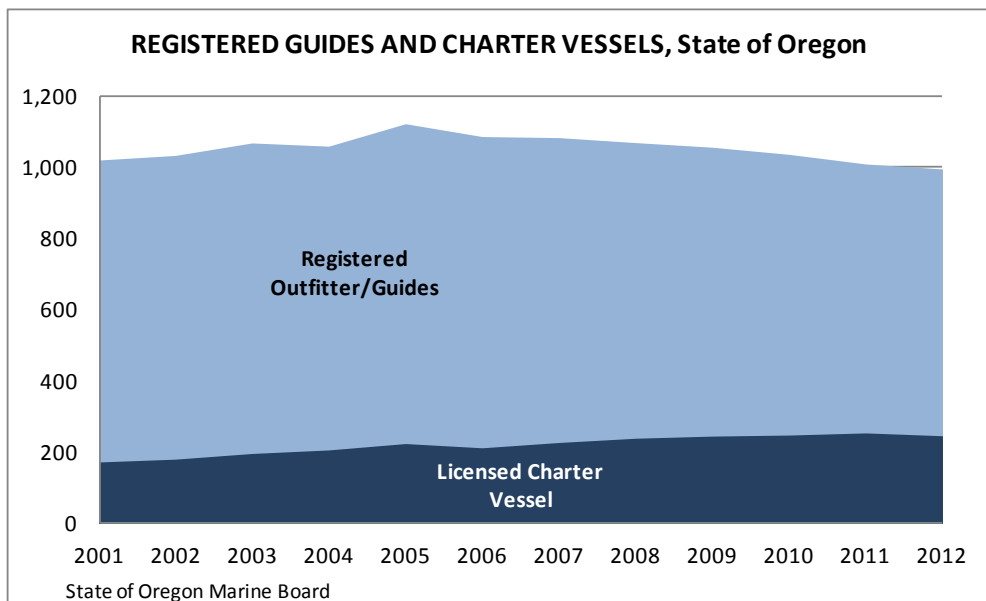 REGISTERED GUIDES AND CHARTER VESSELS, State of Oregon
1,200
1,000
800
600
400
200
0
Registered
Outfitter/Guides
Licensed Charter
Vessel
2001 2002 2003 2004 2005 2006 2007 2008 2009 2010 2011 2012
State of Oregon Marine Board